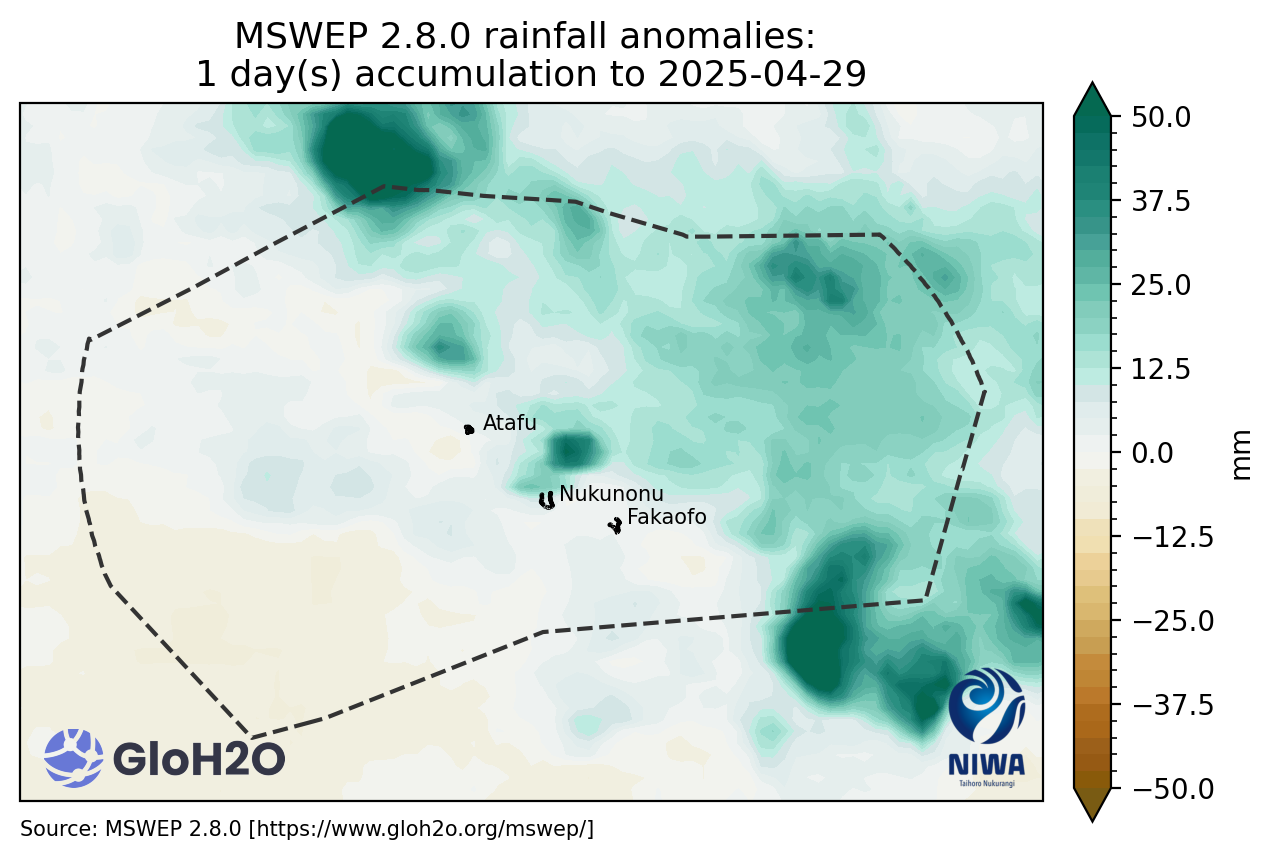 MSWEP 2.8.0 rainfall anomalies:
1 day(s) accumulation to 2025-04-29
50.0
37.5
25.0
12.5
0.0
−12.5
−25.0
−37.5
−50.0
mm
Atafu
Nukunonu
Fakaofo
GloH2O
NIWA
Taihoro Nukurangi
Source: MSWEP 2.8.0 [https://www.gloh2o.org/mswep/]